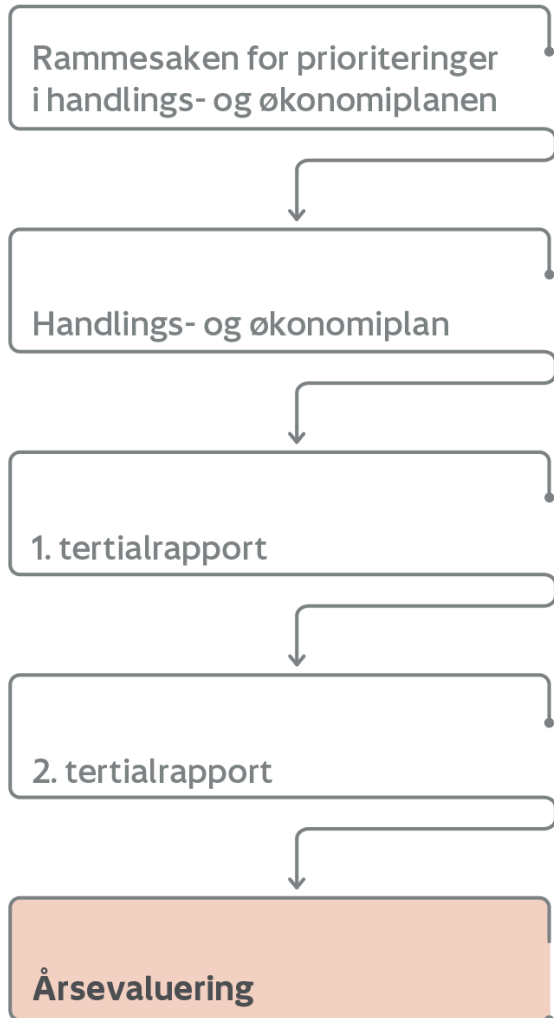 Rammesaken for prioriteringer
i handlings- og økonomiplanen
Handlings- og økonomiplan
1. tertialrapport
2. tertialrapport
Årsevaluering